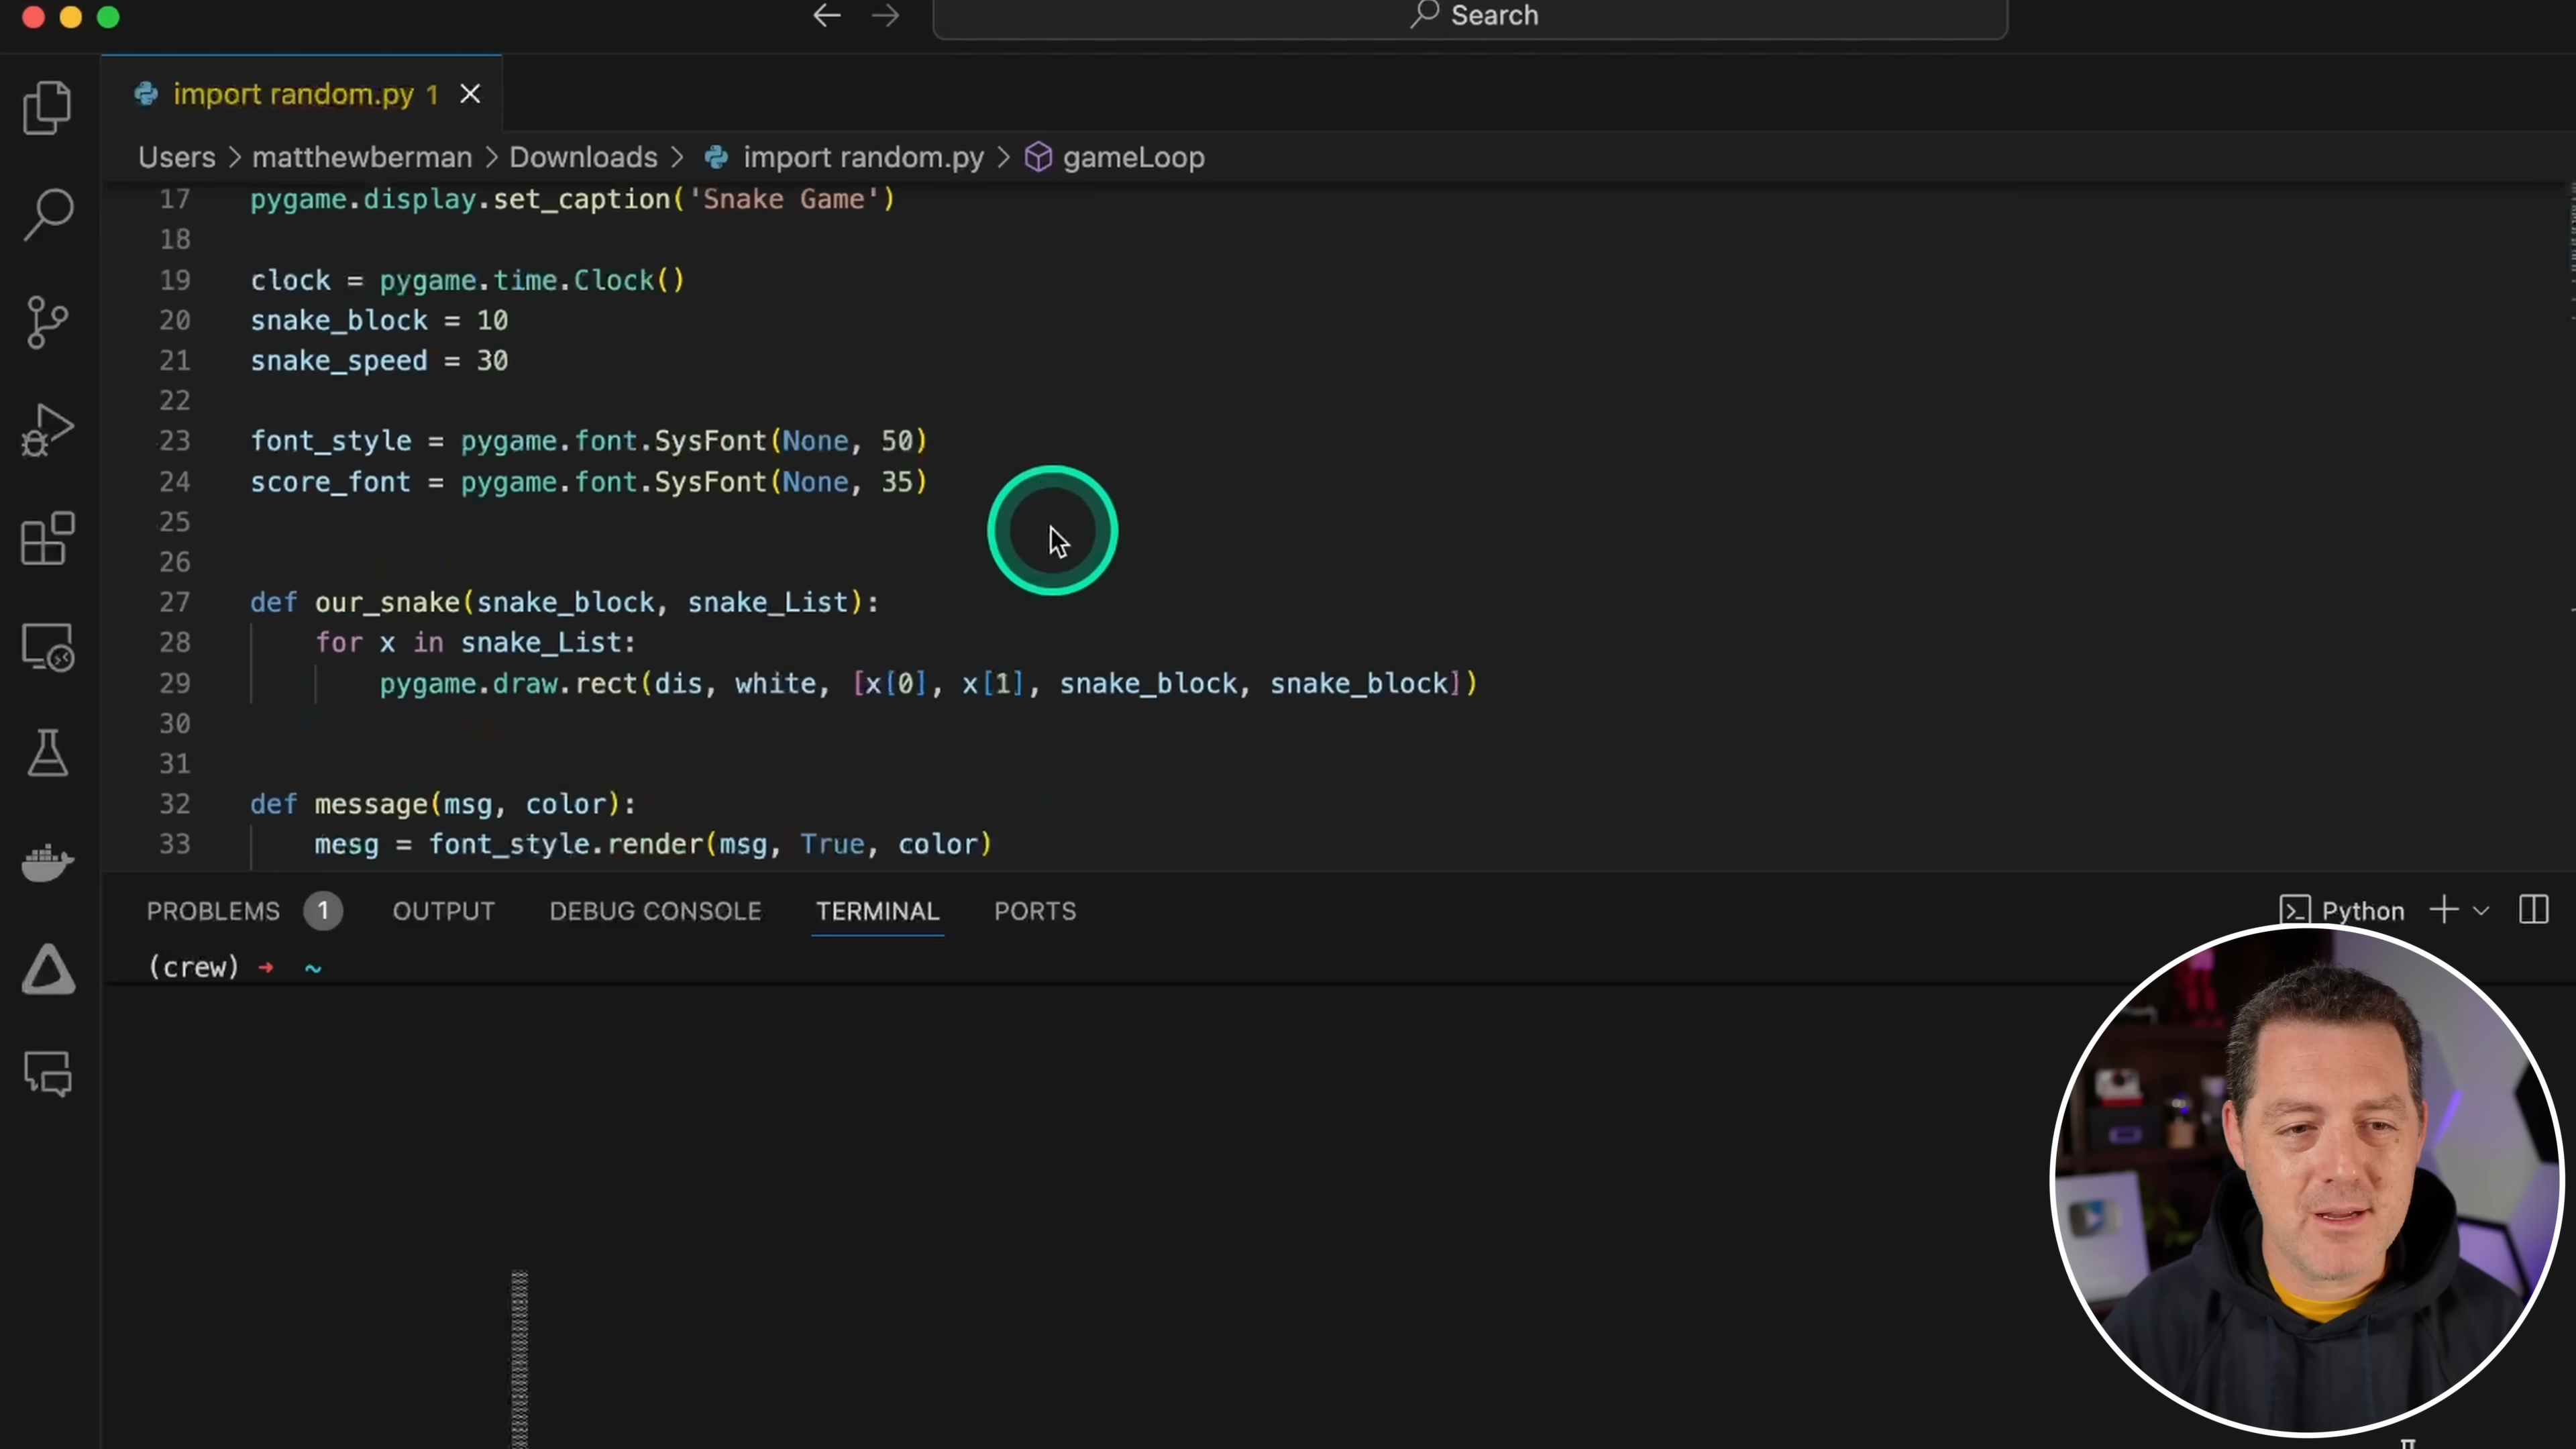 Search
import random.py 1
Users > matthewberman > Downloads > import random.py > gameLoop
17 pygame.display.set_caption('Snake Game')
18
19 clock = pygame.time.Clock()
20 snake_block = 10
21 snake_speed = 30
22
23 font_style = pygame.font.SysFont(None, 50)
24 score_font = pygame.font.SysFont(None, 35)
25
26
27 def our_snake(snake_block, snake_List):
28     for x in snake_List:
29         pygame.draw.rect(dis, white, [x[0], x[1], snake_block, snake_block])
30
31
32 def message(msg, color):
33     mesg = font_style.render(msg, True, color)
PROBLEMS 1 OUTPUT DEBUG CONSOLE TERMINAL PORTS Python
(crew) → ~